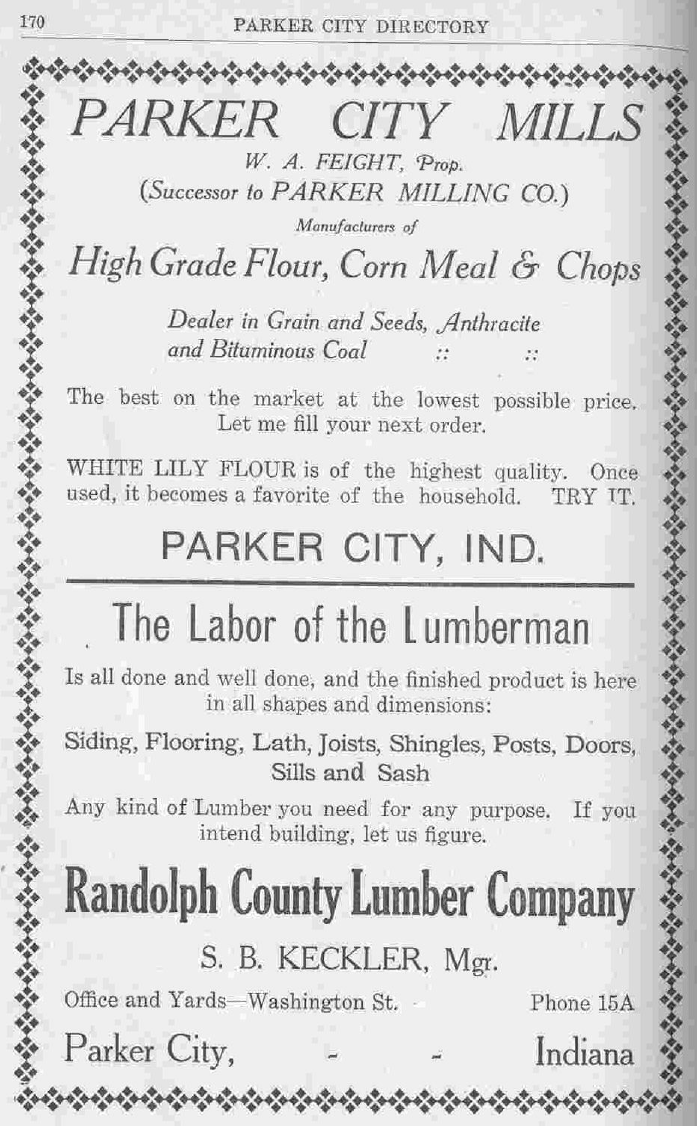 170
PARKER CITY DIRECTORY
PARKER CITY MILLS
W. A. FEIGHT, Prop.
(Successor to PARKER MILLING CO.)
Manufacturers of
High Grade Flour, Corn Meal & Chops
Dealer in Grain and Seeds, Anthracite
and Bituminous Coal :: ::
The best on the market at the lowest possible price.
Let me fill your next order.
WHITE LILY FLOUR is of the highest quality. Once
used, it becomes a favorite of the household. TRY IT.
PARKER CITY, IND.
The Labor of the Lumberman
Is all done and well done, and the finished product is here
in all shapes and dimensions:
Siding, Flooring, Lath, Joists, Shingles, Posts, Doors,
Sills and Sash
Any kind of Lumber you need for any purpose. If you
intend building, let us figure.
Randolph County Lumber Company
S. B. KECKLER, Mgr.
Office and Yards—Washington St. Phone 15A
Parker City, - - Indiana